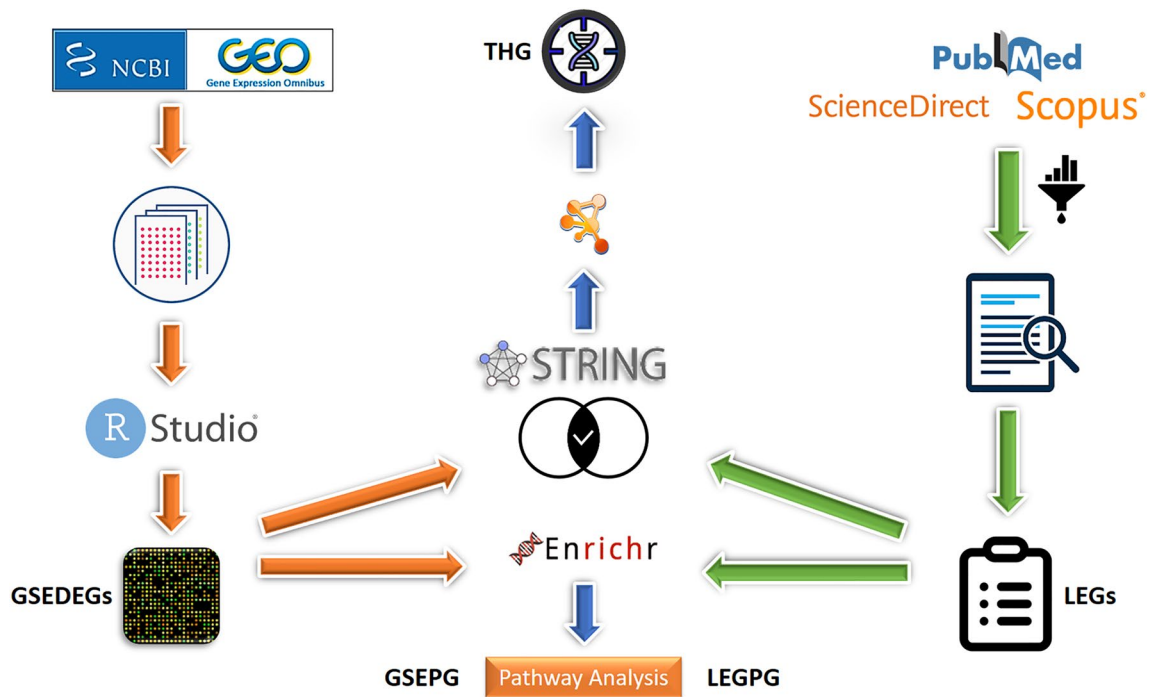 NCBI
GEO
Gene Expression Omnibus
THG
PubMed
ScienceDirect
Scopus®
STRING
R Studio®
GSEDEGs
Enrichr
LEGs
GSEPG
Pathway Analysis
LEGPG